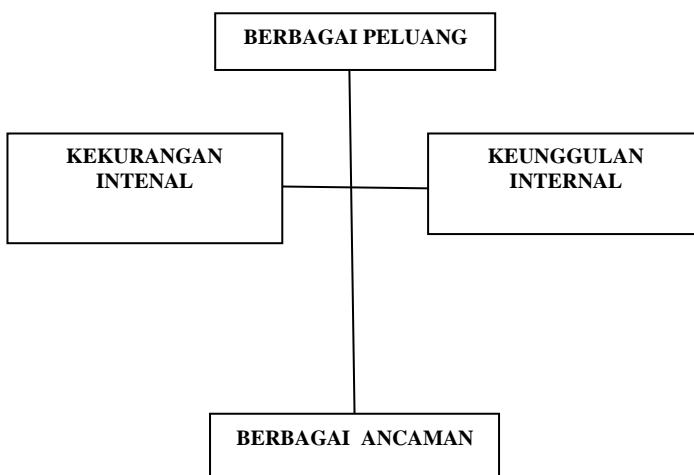 BERBAGAI PELUANG
KEKURANGAN
INTENAL
KEUNGGULAN
INTERNAL
BERBAGAI ANCAMAN